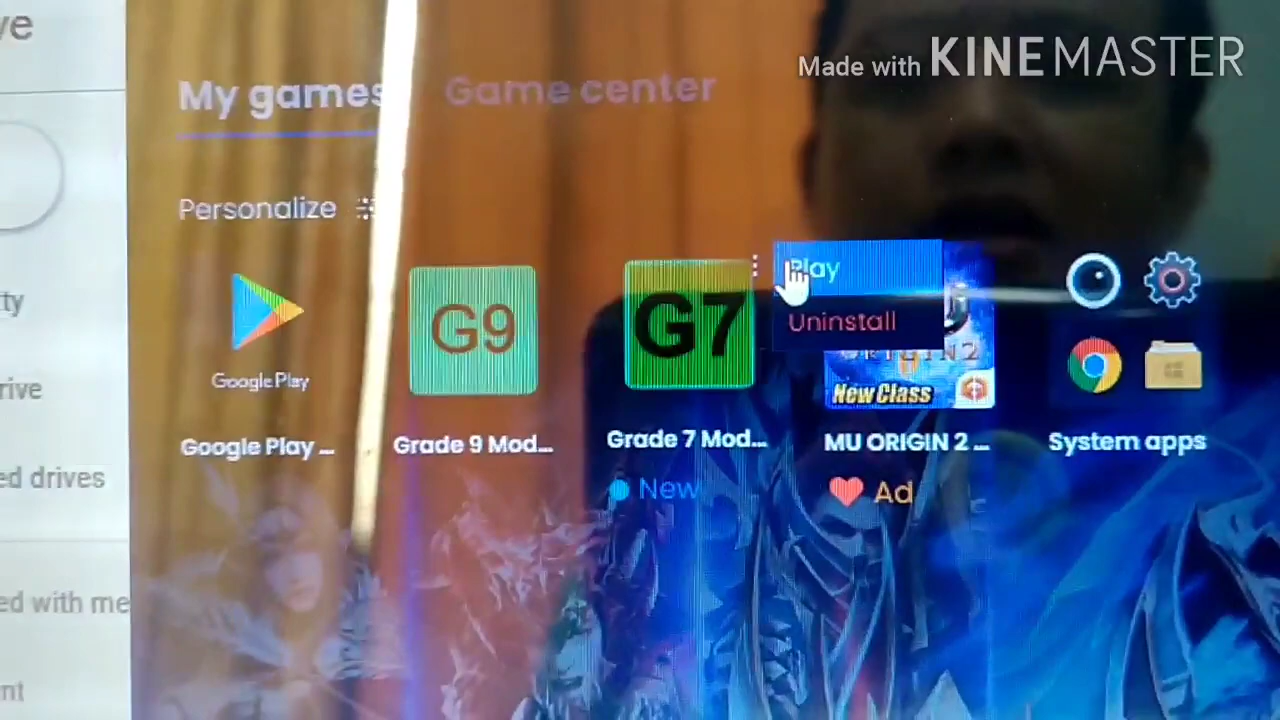 ve
Made with KINEMASTER
My games Game center
Personalize
Play
G9
G7
Uninstall
ORIGIN2
New Class
Google Play
Google Play ...
Grade 9 Mod...
Grade 7 Mod...
MU ORIGIN 2 ...
System apps
New
Ad
ty
rive
ed drives
ed with me
nt